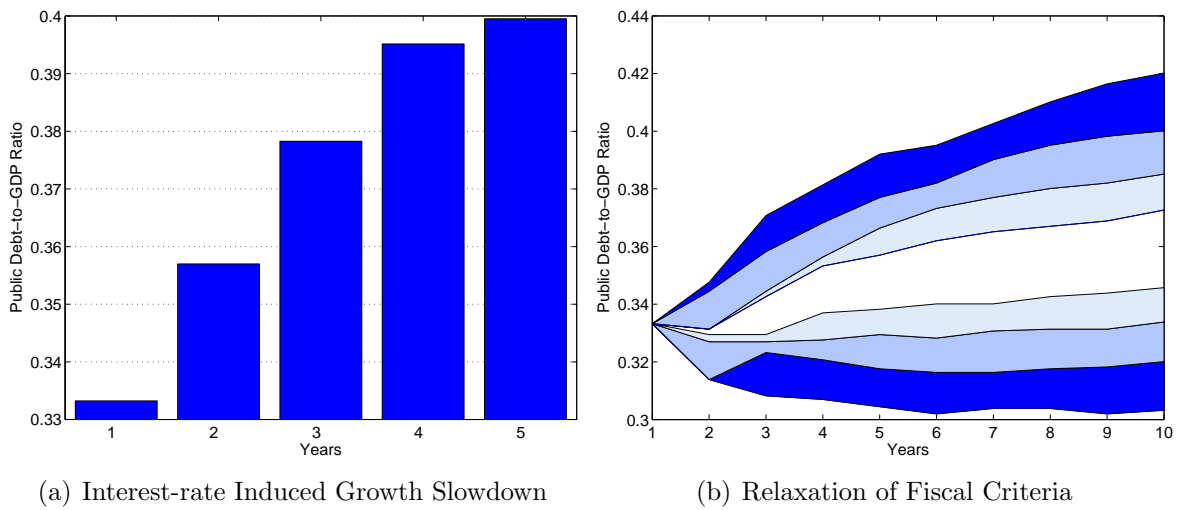 0.4
0.39
0.38
0.37
0.36
0.35
0.34
0.33
Public Debt−to−GDP Ratio
1 2 3 4 5
Years
(a) Interest-rate Induced Growth Slowdown
0.44
0.42
0.4
0.38
0.36
0.34
0.32
0.3
Public Debt−to−GDP Ratio
1 2 3 4 5 6 7 8 9 10
Years
(b) Relaxation of Fiscal Criteria